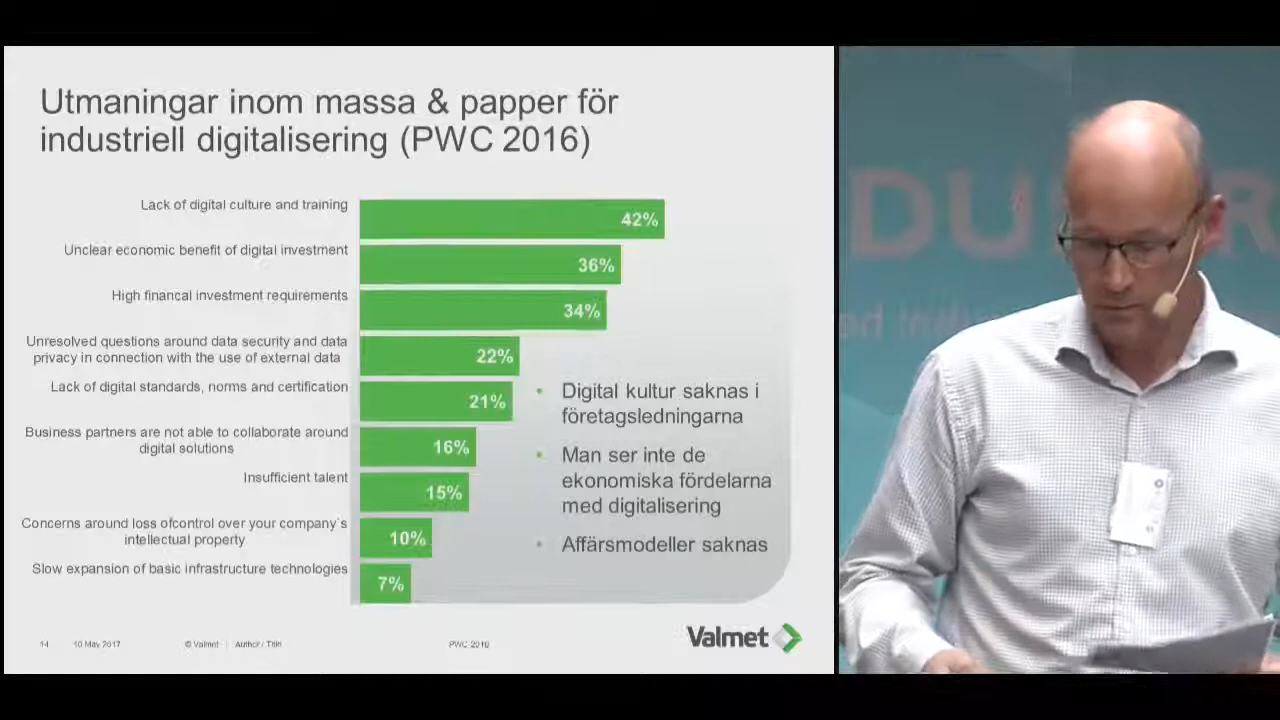 Utmaningar inom massa & papper för
industriell digitalisering (PWC 2016)
Lack of digital culture and training
42%
Unclear economic benefit of digital investment
36%
High financal investment requirements
34%
Unresolved questions around data security and data
privacy in connection with the use of external data
22%
Lack of digital standards, norms and certification
21%
Business partners are not able to collaborate around
digital solutions
16%
Insufficient talent
15%
Concerns around loss ofcontrol over your company`s
intellectual property
10%
Slow expansion of basic infrastructure technologies
7%
• Digital kultur saknas i
företagsledningarna
• Man ser inte de
ekonomiska fördelarna
med digitalisering
• Affärsmodeller saknas
14 10 May 2017 © Valmet | Author / Title PWC 2016
Valmet